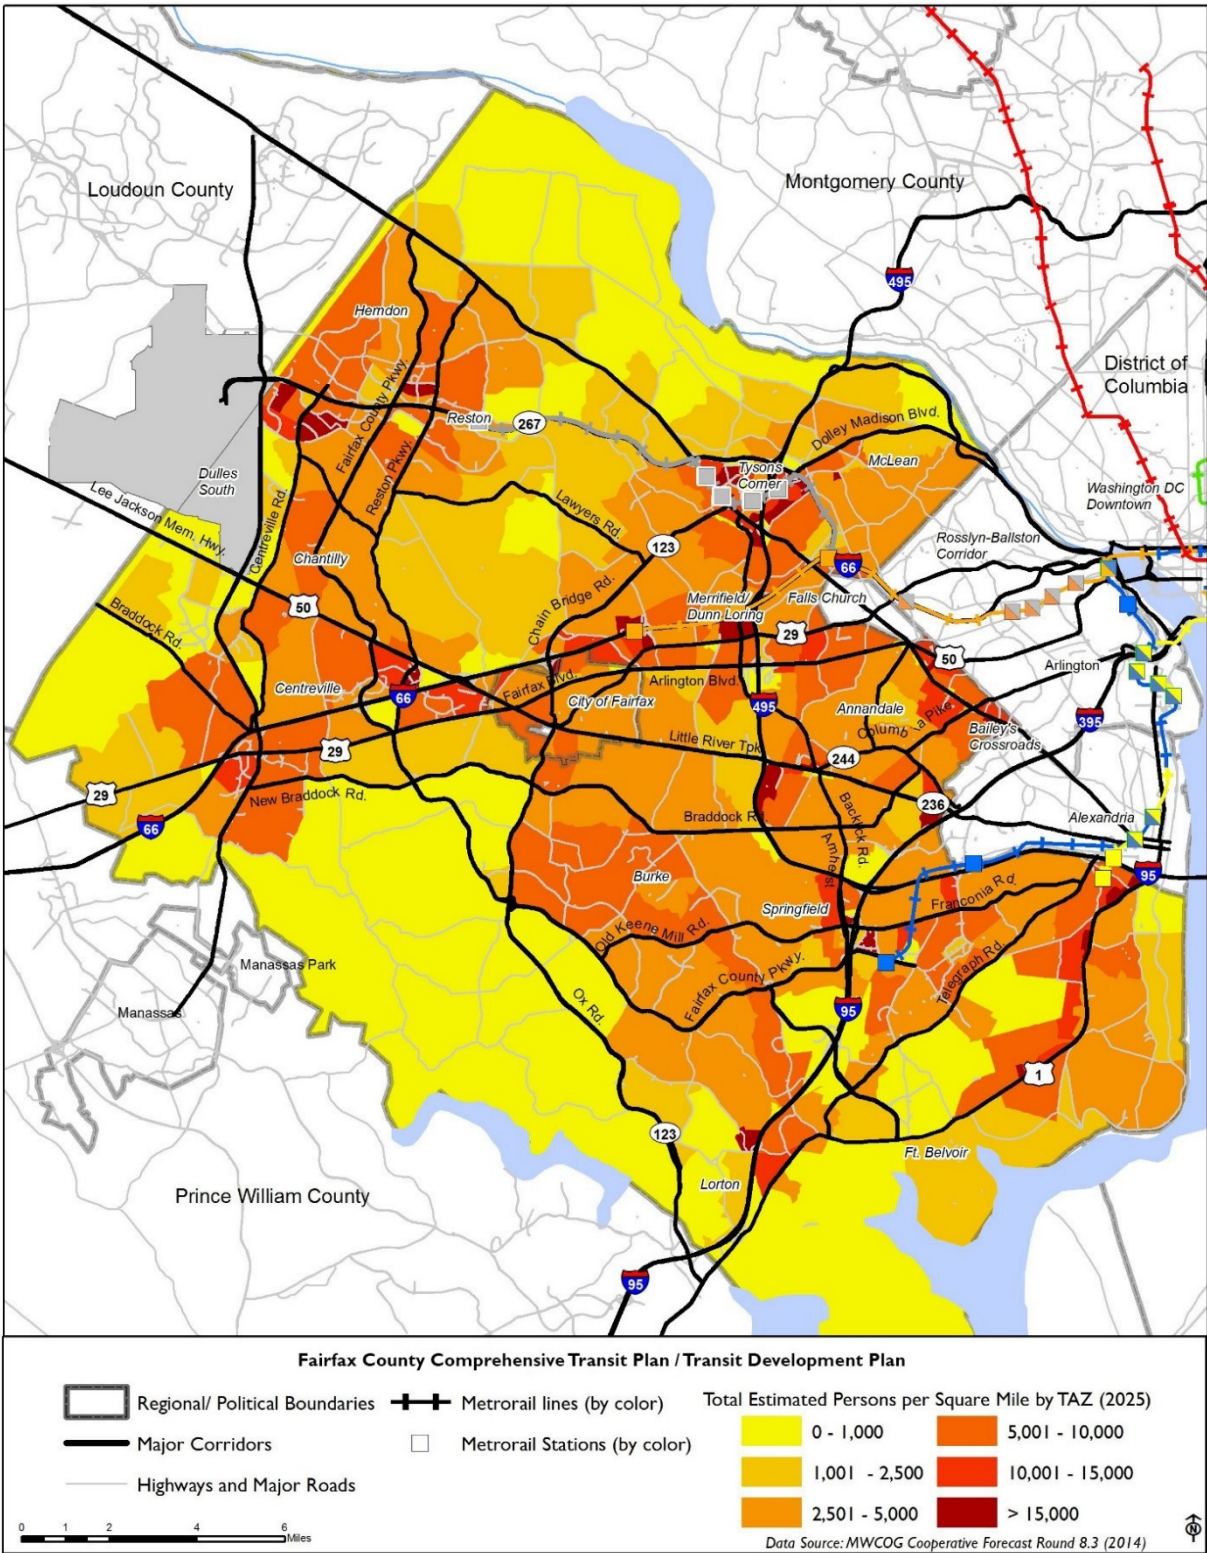 Loudoun County
Montgomery County
495
Herndon
District of
Columbia
Fairfax County Pkwy.
Reston
267
Dolley Madison Blvd.
McLean
Tysons
Corner
Dulles
South
Reston Pkwy.
Lee Jackson Mem. Hwy.
Centreville Rd.
Lawyers Rd.
Washington DC
Downtown
Rosslyn-Ballston
Corridor
123
66
Chantilly
Chain Bridge Rd.
Merrifield/
Dunn Loring
Falls Church
50
29
Braddock Rd.
50
Arlington
Centreville
66
Fairfax Blvd.
City of Fairfax
Arlington Blvd.
495
Annandale
Columbia Pike
395
Bailey's
Crossroads
Little River Tpk.
29
244
29
New Braddock Rd.
236
66
Braddock Rd.
Backlick Rd.
Amherst
Alexandria
Burke
95
Franconia Rd.
Springfield
Old Keene Mill Rd.
Manassas Park
Telegraph Rd.
Fairfax County Pkwy.
Manassas
Ox Rd.
95
1
123
Ft. Belvoir
Lorton
Prince William County
95
Fairfax County Comprehensive Transit Plan / Transit Development Plan
Regional/ Political Boundaries
Metrorail lines (by color)
Major Corridors
Metrorail Stations (by color)
Highways and Major Roads
Total Estimated Persons per Square Mile by TAZ (2025)
0 - 1,000
5,001 - 10,000
1,001 - 2,500
10,001 - 15,000
2,501 - 5,000
> 15,000
0 1 2 4 6
Miles
Data Source: MWCOG Cooperative Forecast Round 8.3 (2014)
N